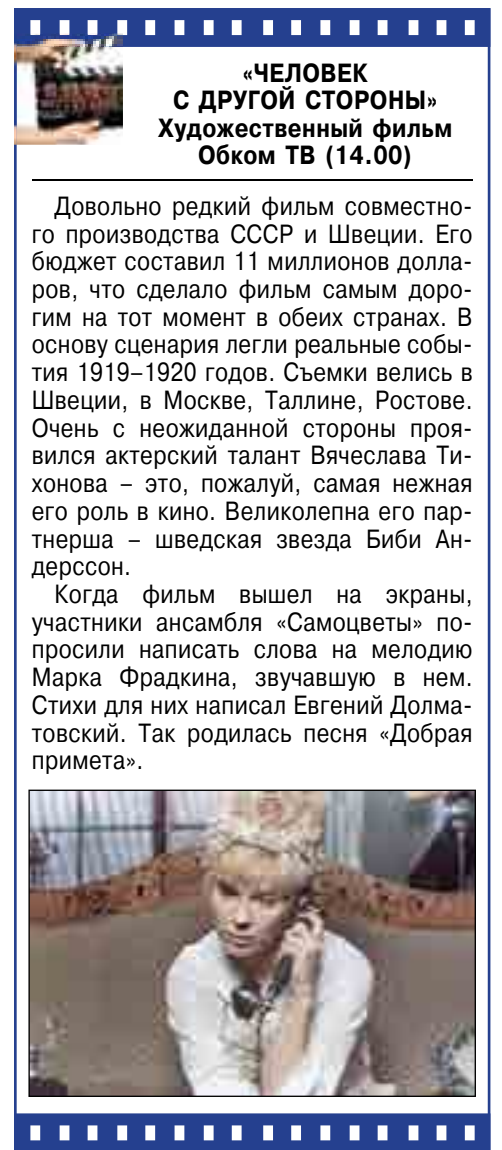 «ЧЕЛОВЕК
С ДРУГОЙ СТОРОНЫ»
Художественный фильм
Обком ТВ (14.00)
Довольно редкий фильм совместно-
го производства СССР и Швеции. Его
бюджет составил 11 миллионов долла-
ров, что сделало фильм самым доро-
гим на тот момент в обеих странах. В
основу сценария легли реальные собы-
тия 1919–1920 годов. Съемки велись в
Швеции, в Москве, Таллине, Ростове.
Очень с неожиданной стороны проя-
вился актерский талант Вячеслава Ти-
хонова – это, пожалуй, самая нежная
его роль в кино. Великолепна его пар-
тнерша – шведская звезда Биби Ан-
дерссон.
Когда фильм вышел на экраны,
участники ансамбля «Самоцветы» по-
просили написать слова на мелодию
Марка Фрадкина, звучавшую в нем.
Стихи для них написал Евгений Долма-
товский. Так родилась песня «Добрая
примета».